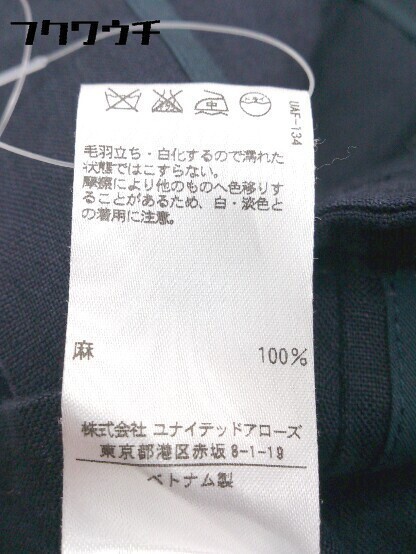 フクワウチ
ドライ
UAF-134
毛羽立ち・白化するので濡れた
状態ではこすらない。
摩擦により他のものへ色移りす
ることがあるため、白・淡色と
の着用に注意。
麻 100%
株式会社 ユナイテッドアローズ
東京都港区赤坂 8-1-19
ベトナム製